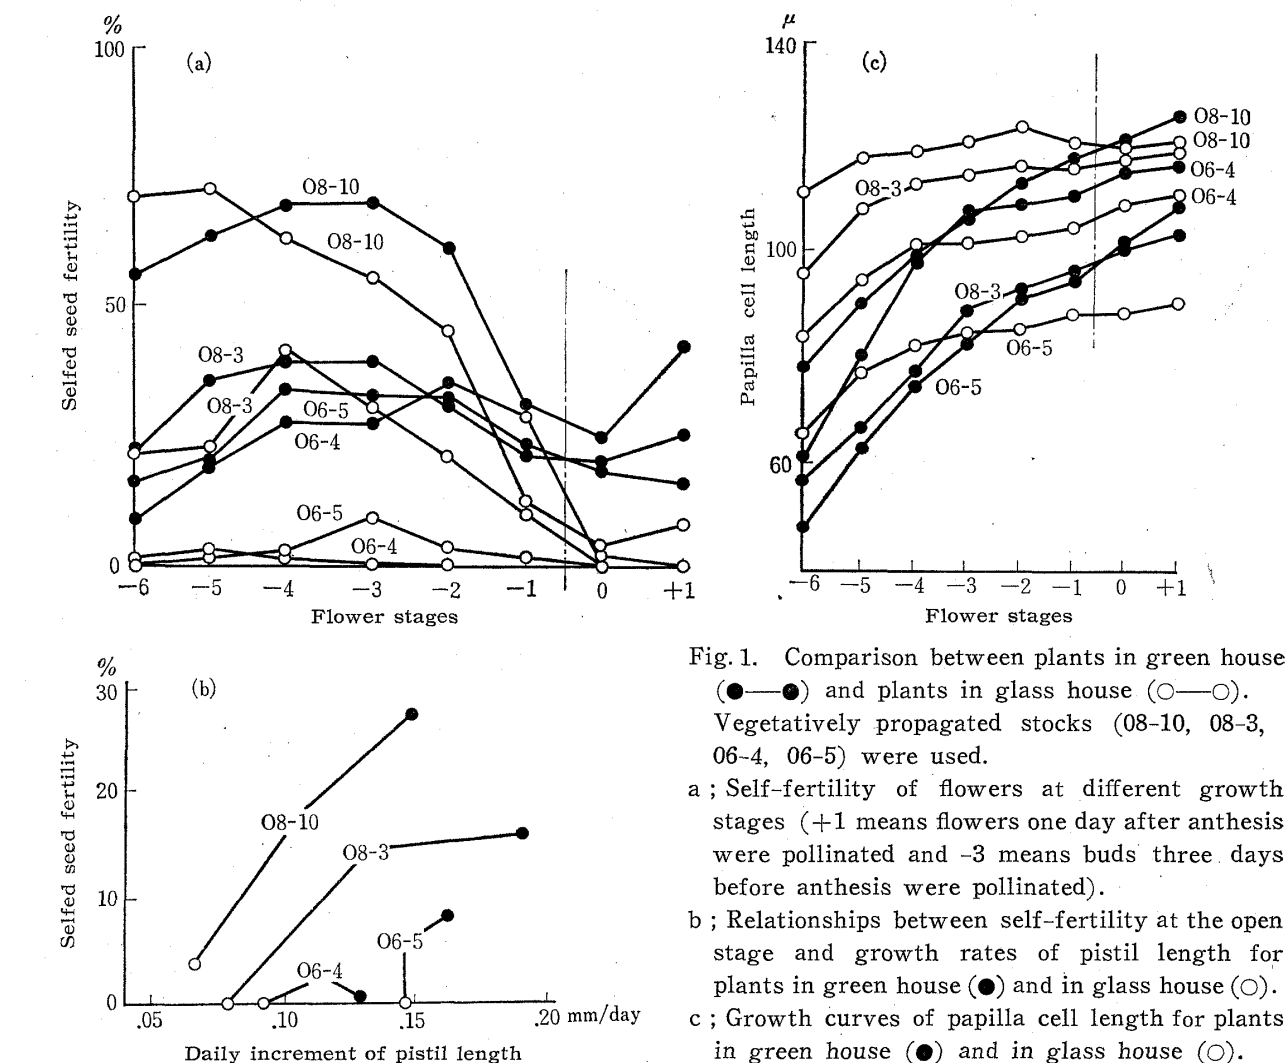 %
100
(a)
Selfed seed fertility
50
0
O8-10
O8-10
O8-3
O8-3
O6-5
O6-4
O6-5
O6-4
−6 −5 −4 −3 −2 −1 0 +1
Flower stages
μ
140
(c)
Papilla cell length
100
60
O8-10
O8-10
O6-4
O6-4
O8-3
O8-3
O6-5
O6-5
−6 −5 −4 −3 −2 −1 0 +1
Flower stages
%
30
(b)
Selfed seed fertility
20
10
0
O8-10
O8-3
O6-5
O6-4
.05 .10 .15 .20 mm/day
Daily increment of pistil length
Fig. 1. Comparison between plants in green house
(●—●) and plants in glass house (○—○).
Vegetatively propagated stocks (08-10, 08-3,
06-4, 06-5) were used.
a ; Self-fertility of flowers at different growth
stages (+1 means flowers one day after anthesis
were pollinated and -3 means buds three days
before anthesis were pollinated).
b ; Relationships between self-fertility at the open
stage and growth rates of pistil length for
plants in green house (●) and in glass house (○).
c ; Growth curves of papilla cell length for plants
in green house (●) and in glass house (○).